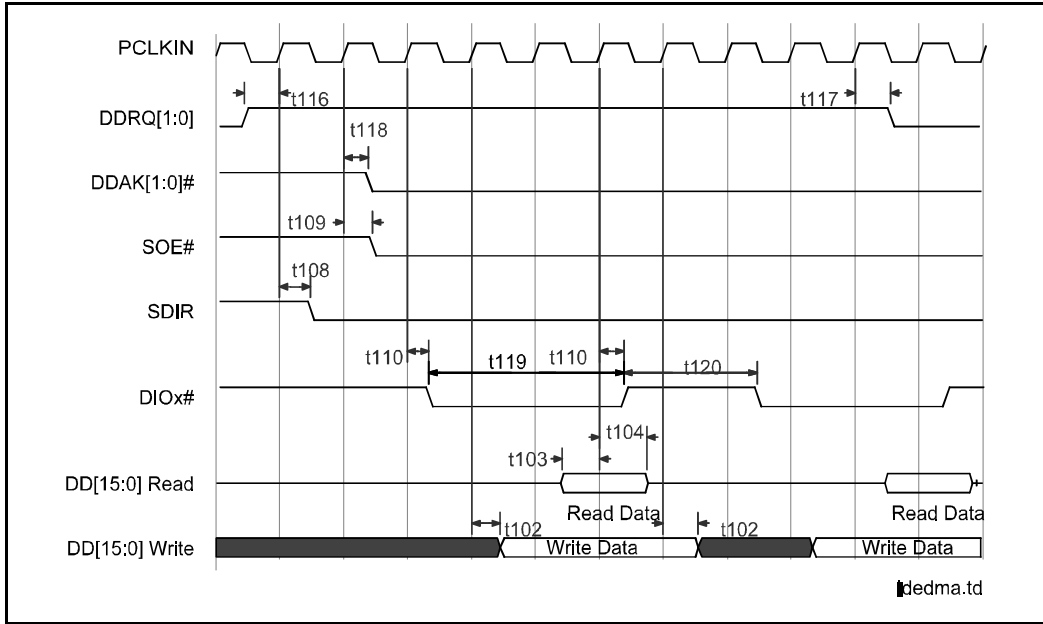 PCLKIN
t116
t117
DDRQ[1:0]
t118
DDAK[1:0]#
t109
SOE#
t108
SDIR
t110
t119
t110
t120
DIOx#
t104
t103
DD[15:0] Read
Read Data
Read Data
t102
t102
DD[15:0] Write
Write Data
Write Data
dedma.td